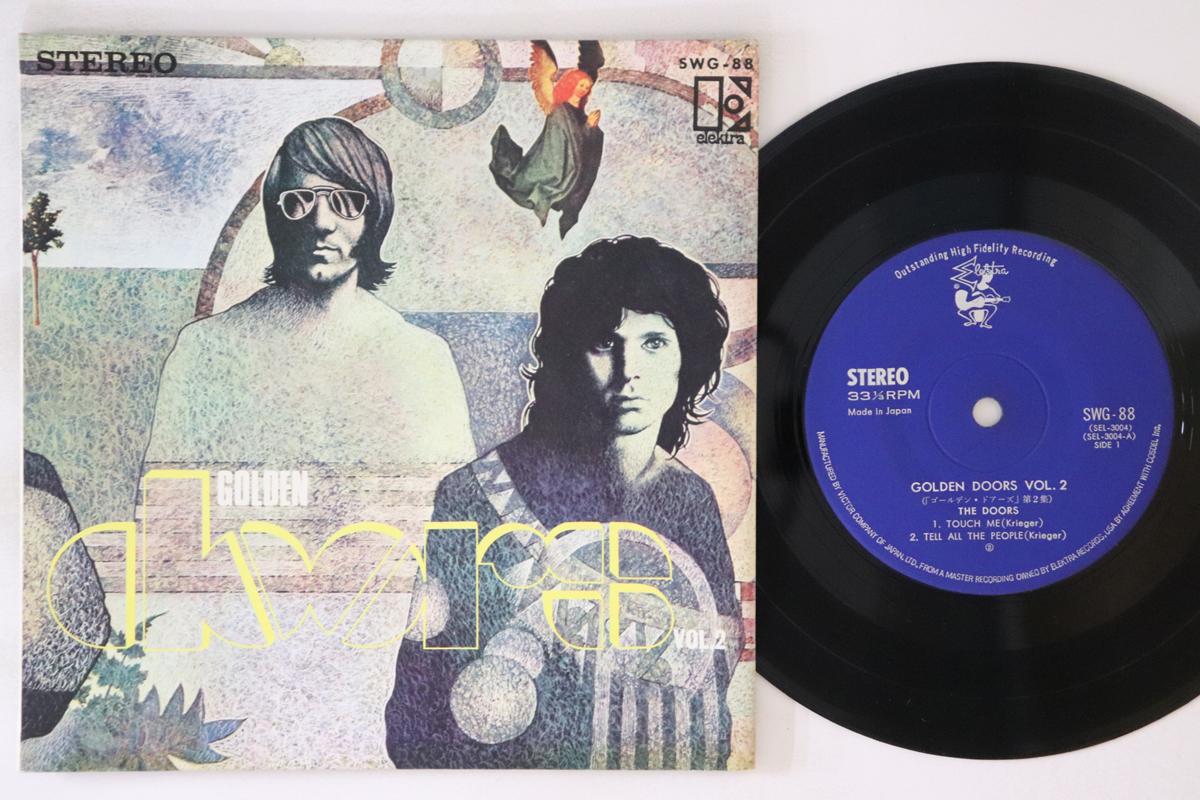 STEREO
SWG-88
elektra
GOLDEN
doors
VOL.2
Outstanding High Fidelity Recording
Elektra
STEREO
33⅓RPM
Made in Japan
SWG-88
(SEL-3004)
(SEL-3004-A)
SIDE 1
GOLDEN DOORS VOL.2
(『ゴールデン・ドアーズ』第2集)
THE DOORS
1. TOUCH ME(Krieger)
2. TELL ALL THE PEOPLE(Krieger)
MANUFACTURED BY VICTOR COMPANY OF JAPAN, LTD., FROM A MASTER RECORDING OWNED BY ELEKTRA RECORDS, USA BY AGREEMENT WITH COSDEL Inc.